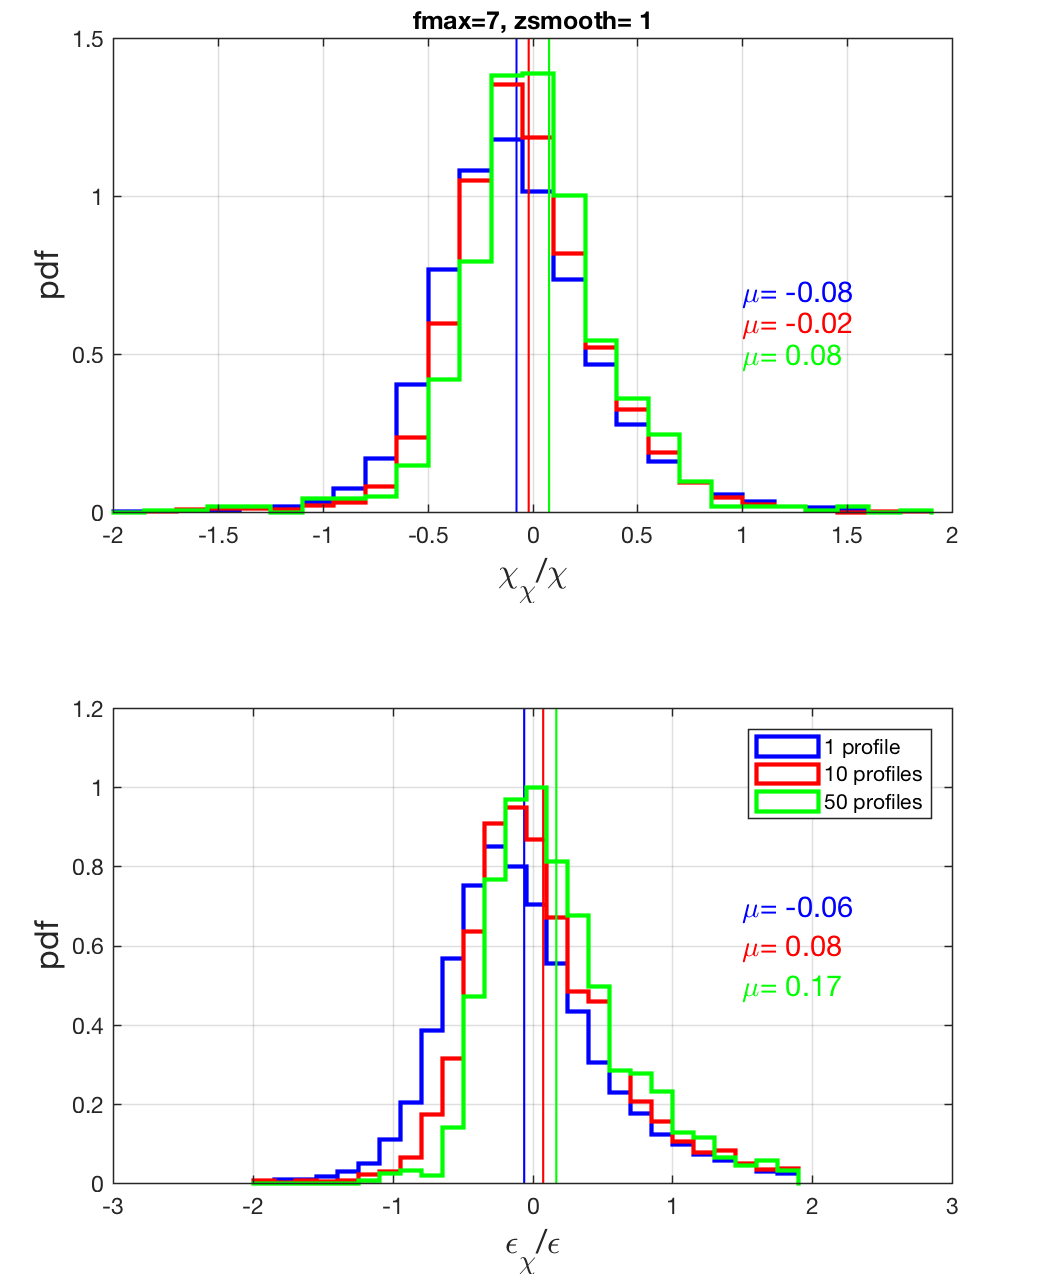 fmax=7, zsmooth= 1
1.5
1
0.5
0
pdf
μ= -0.08
μ= -0.02
μ= 0.08
-2 -1.5 -1 -0.5 0 0.5 1 1.5 2
χχ/χ
1.2
1
0.8
0.6
0.4
0.2
0
pdf
1 profile
10 profiles
50 profiles
μ= -0.06
μ= 0.08
μ= 0.17
-3 -2 -1 0 1 2 3
ϵχ/ϵ